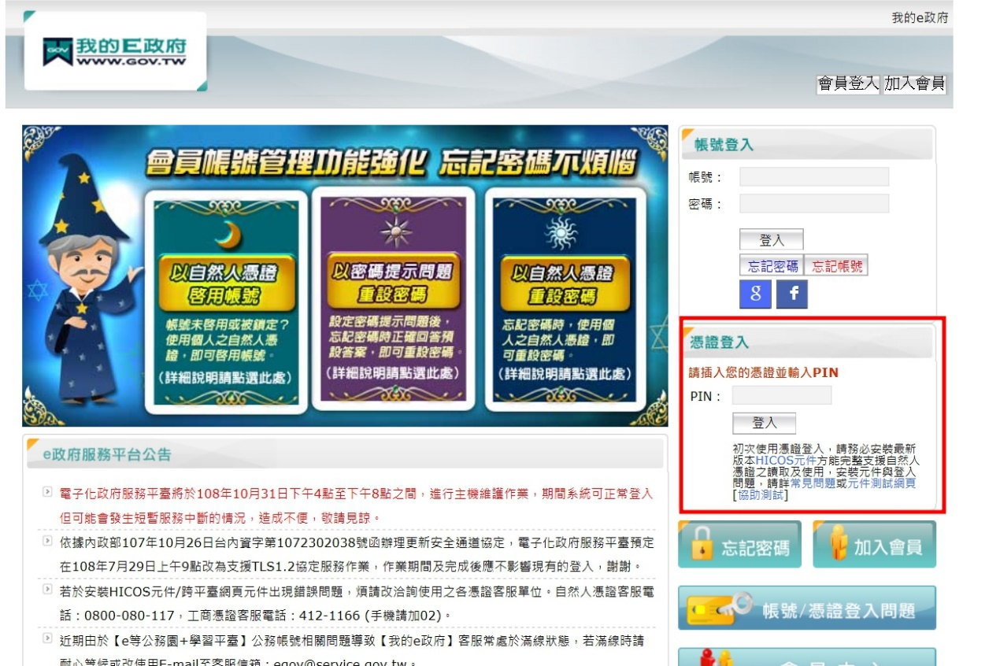 我的e政府
GOV
我的E政府
WWW.GOV.TW
會員登入 加入會員
會員帳號管理功能強化 忘記密碼不煩惱
以自然人憑證
啓用帳號
帳號未啓用或被鎖定？
使用個人之自然人憑
證，即可啓用帳號。
(詳細說明請點選此處)
以密碼提示問題
重設密碼
設定密碼提示問題後，
忘記密碼時正確回答預
設答案，即可重設密碼。
(詳細說明請點選此處)
以自然人憑證
重設密碼
忘記密碼時，使用個
人之自然人憑證，即
可重設密碼。
(詳細說明請點選此處)
帳號登入
帳號：
密碼：
登入
忘記密碼 忘記帳號
8 f
憑證登入
請插入您的憑證並輸入PIN
PIN：
登入
初次使用憑證登入，請務必安裝最新
版本HICOS元件方能完整支援自然人
憑證之讀取及使用，安裝元件與登入
問題，請詳常見問題或元件測試網頁
[協助測試]
忘記密碼
加入會員
帳號/憑證登入問題
會員中心
e政府服務平台公告
電子化政府服務平臺將於108年10月31日下午4點至下午8點之間，進行主機維護作業，期間系統可正常登入
但可能會發生短暫服務中斷的情況，造成不便，敬請見諒。
依據內政部107年10月26日台內資字第1072302038號函辦理更新安全通道協定，電子化政府服務平臺預定
在108年7月29日上午9點改為支援TLS1.2協定服務作業，作業期間及完成後應不影響現有的登入，謝謝。
若於安裝HICOS元件/跨平臺網頁元件出現錯誤問題，煩請改洽詢使用之各憑證客服單位。自然人憑證客服電
話：0800-080-117，工商憑證客服電話：412-1166 (手機請加02)。
近期由於【e等公務園+學習平臺】公務帳號相關問題導致【我的e政府】客服常處於滿線狀態，若滿線時請
耐心等候或改使用E-mail至客服信箱：egov@service.gov.tw。